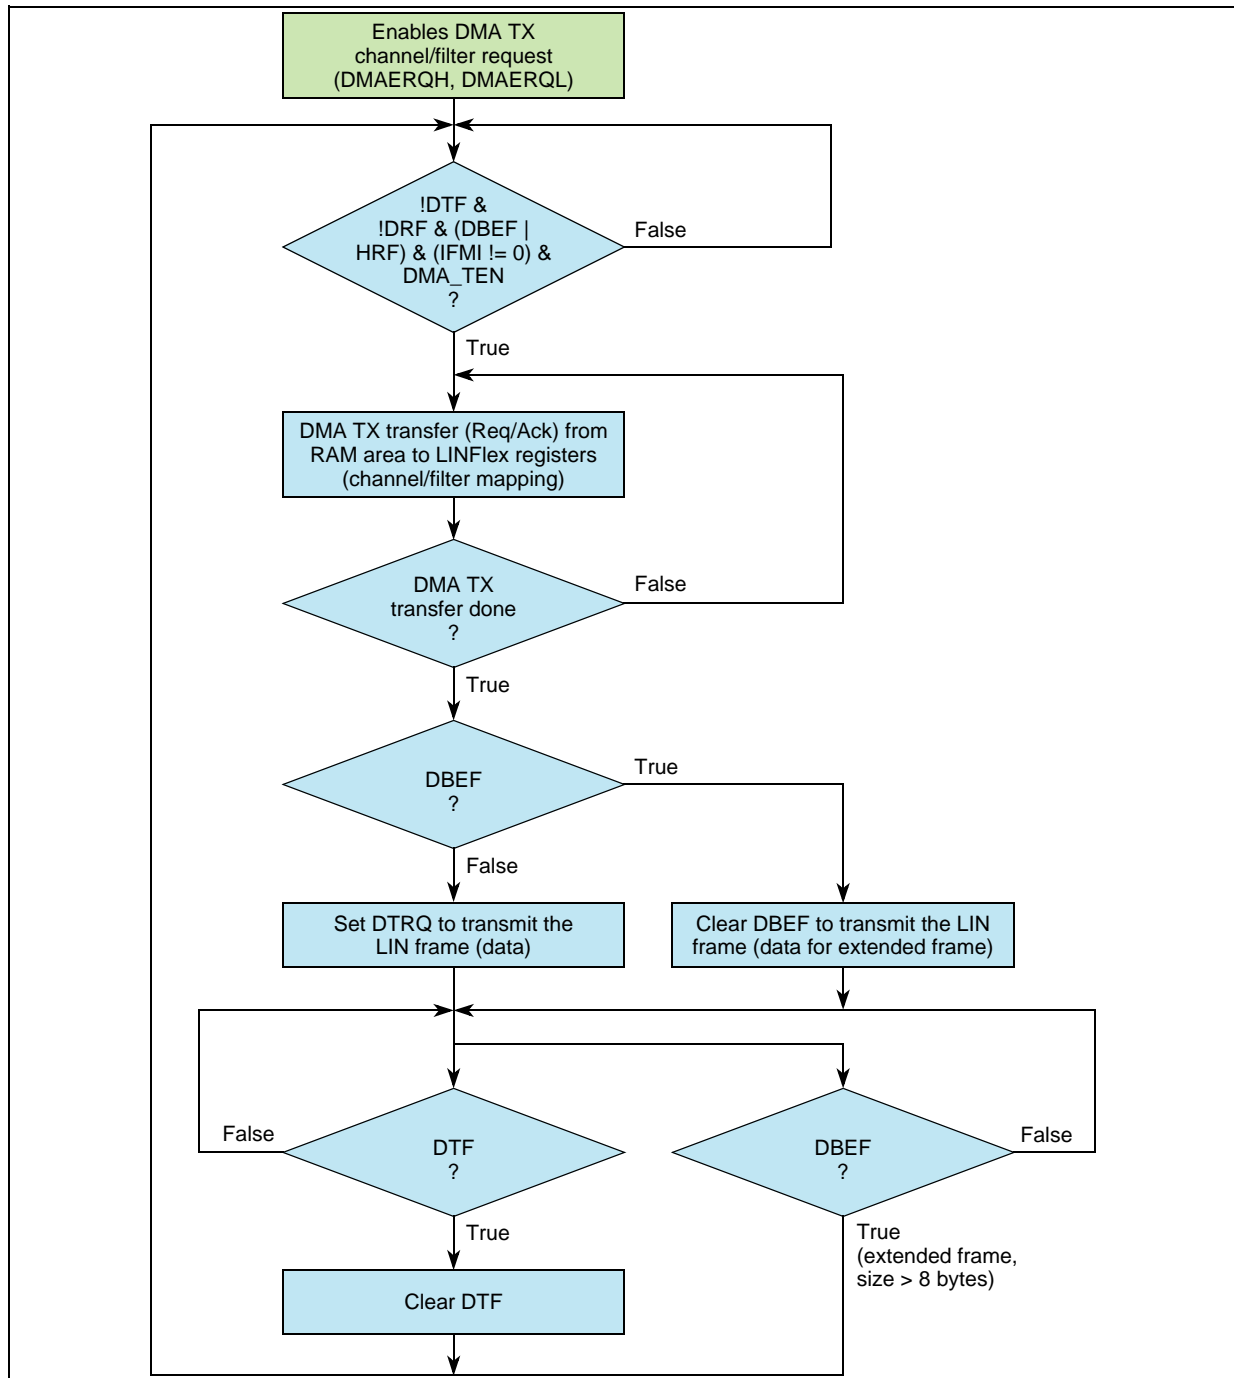 Enables DMA TX
channel/filter request
(DMAERQH, DMAERQL)
!DTF &
!DRF & (DBEF |
HRF) & (IFMI != 0) &
DMA_TEN
?
False
True
DMA TX transfer (Req/Ack) from
RAM area to LINFlex registers
(channel/filter mapping)
DMA TX
transfer done
?
False
True
DBEF
?
True
False
Set DTRQ to transmit the
LIN frame (data)
Clear DBEF to transmit the LIN
frame (data for extended frame)
False
DTF
?
DBEF
?
False
True
True
(extended frame,
size > 8 bytes)
Clear DTF